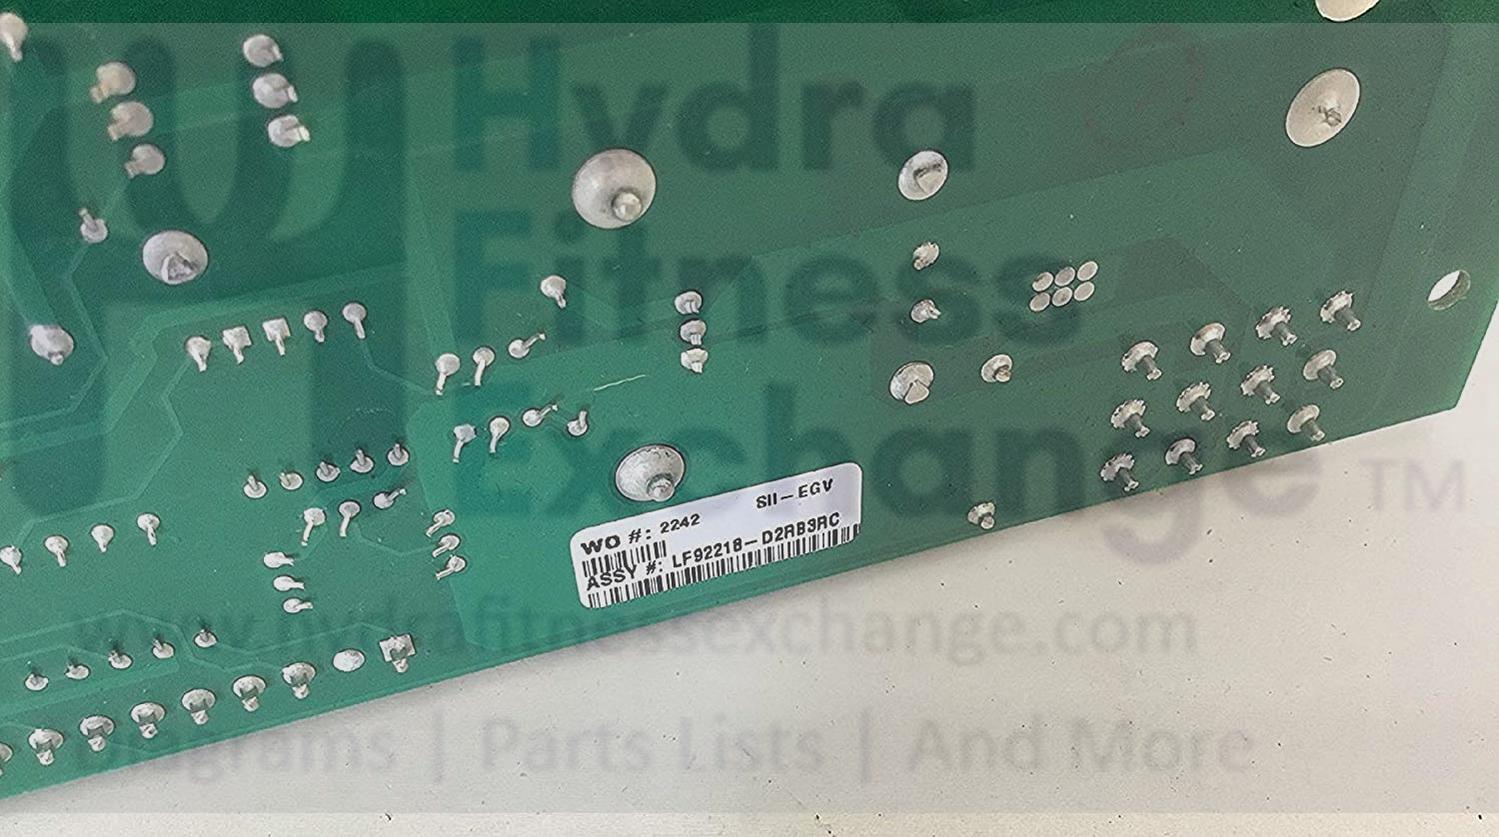 Hydra
Fitness
Exchange™
WO #: 2242 SII-EGV
ASSY #: LF92218-D2RB3RC
www.hydrafitnessexchange.com
Diagrams | Parts Lists | And More